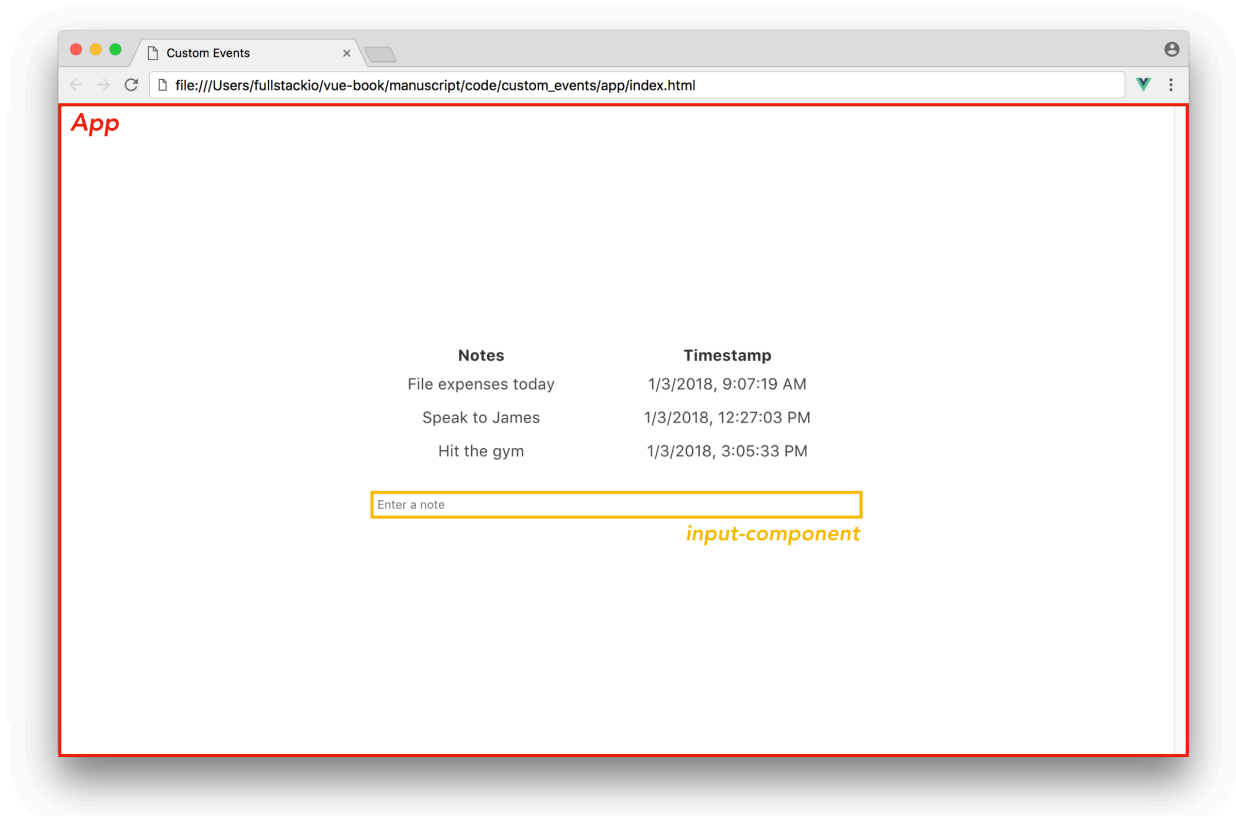 Custom Events
file:///Users/fullstackio/vue-book/manuscript/code/custom_events/app/index.html
App
Notes Timestamp
File expenses today 1/3/2018, 9:07:19 AM
Speak to James 1/3/2018, 12:27:03 PM
Hit the gym 1/3/2018, 3:05:33 PM
Enter a note
input-component